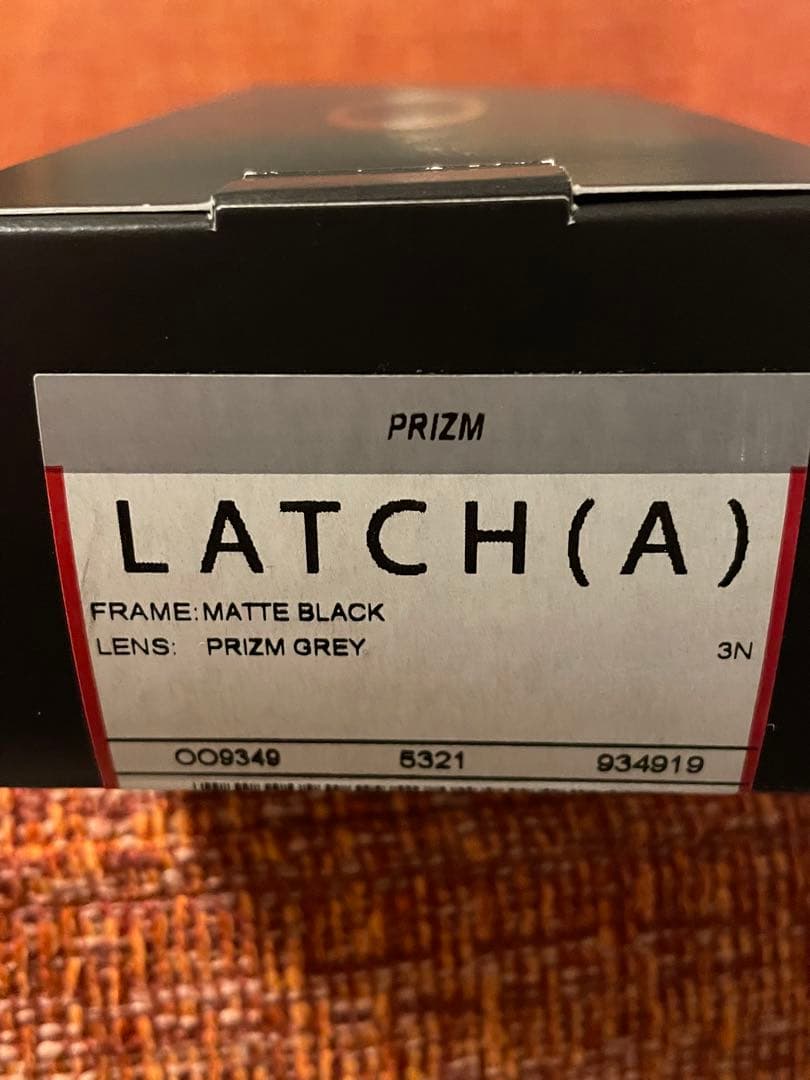 PRIZM
LATCH(A)
FRAME: MATTE BLACK
LENS: PRIZM GREY 3N
OO9349 5321 934919